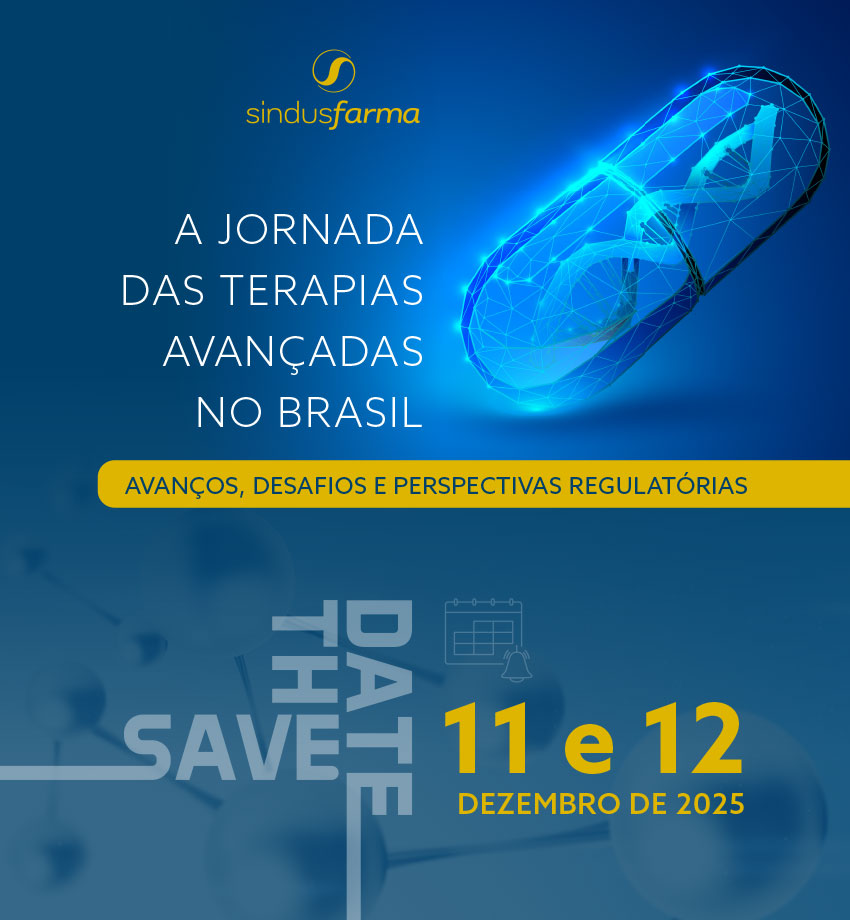 sindusfarma
A JORNADA
DAS TERAPIAS
AVANÇADAS
NO BRASIL
AVANÇOS, DESAFIOS E PERSPECTIVAS REGULATÓRIAS
SAVE
THE
DATE
11 e 12
DEZEMBRO DE 2025